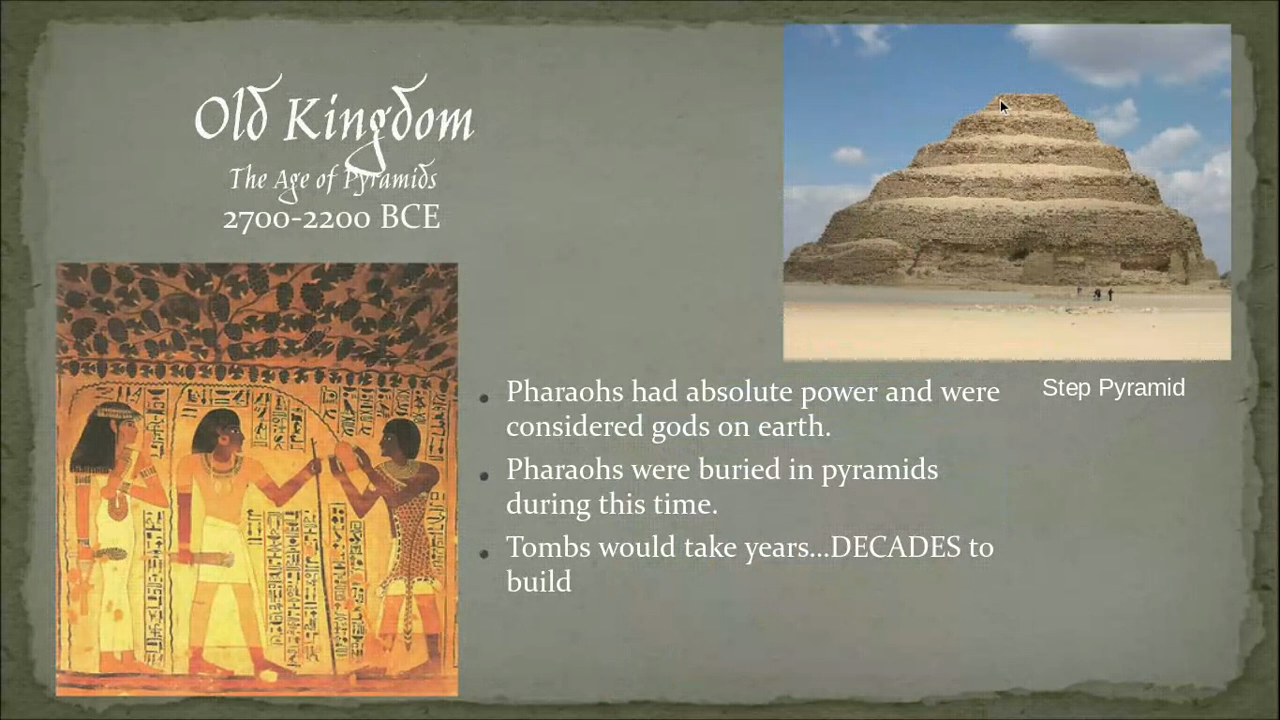 Old Kingdom
The Age of Pyramids
2700-2200 BCE
• Pharaohs had absolute power and were
considered gods on earth.
• Pharaohs were buried in pyramids
during this time.
• Tombs would take years...DECADES to
build
Step Pyramid